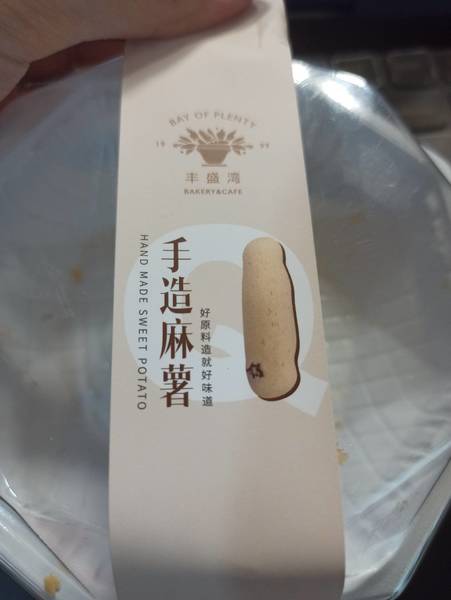 BAY OF PLENTY
19 99
丰盛湾
BAKERY&CAFE
手造麻薯
HAND MADE SWEET POTATO
好原料造就好味道
Q